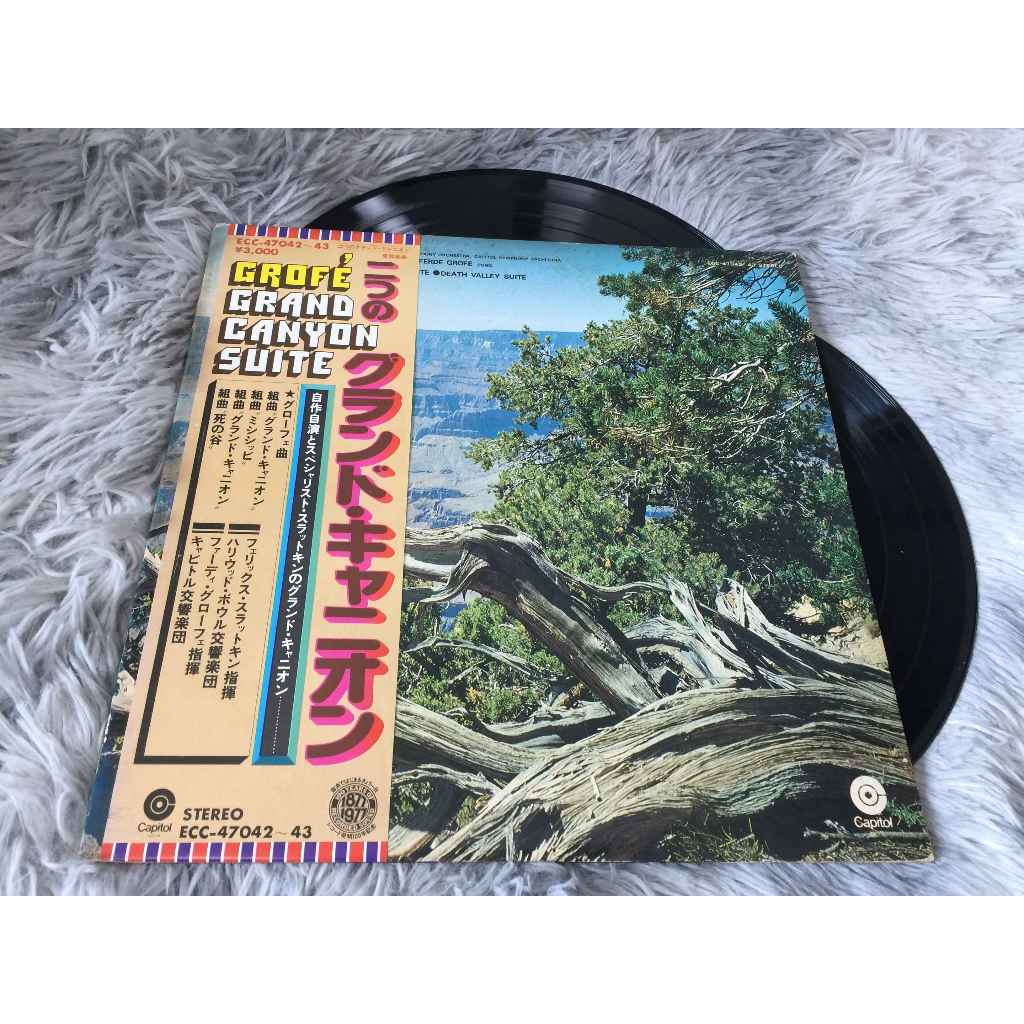 ECC-47042～43
¥3,000
GROFÉ
GRAND
CANYON
SUITE
二つの
グランド・キャニオン
自作自演とスペシャリスト・スラットキンのグランド・キャニオン
★グローフェ曲
組曲“グランド・キャニオン”
組曲“ミシシッピ”
組曲“グランド・キャニオン”
組曲“死の谷”
フェリックス・スラットキン指揮
ハリウッド・ボウル交響楽団
ファーディ・グローフェ指揮
キャピトル交響楽団
Capitol
STEREO
ECC-47042～43
1877
1977
FERDE GROFE
●DEATH VALLEY SUITE
Capitol